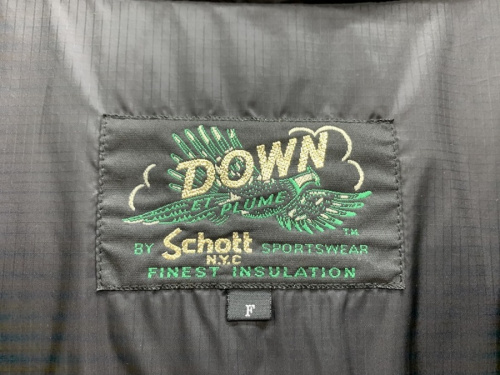 DOWN
ET PLUME
TM
BY Schott SPORTSWEAR
N.Y.C
FINEST INSULATION
F